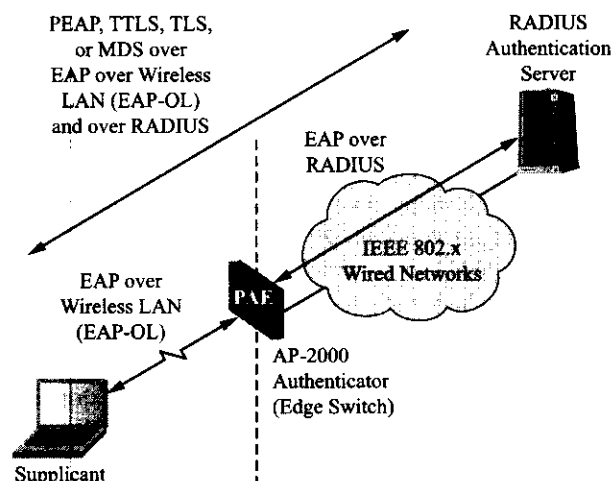 PEAP, TTLS, TLS,
or MDS over
EAP over Wireless
LAN (EAP-OL)
and over RADIUS
RADIUS
Authentication
Server
EAP over
RADIUS
IEEE 802.x
Wired Networks
EAP over
Wireless LAN
(EAP-OL)
PAE
AP-2000
Authenticator
(Edge Switch)
Supplicant